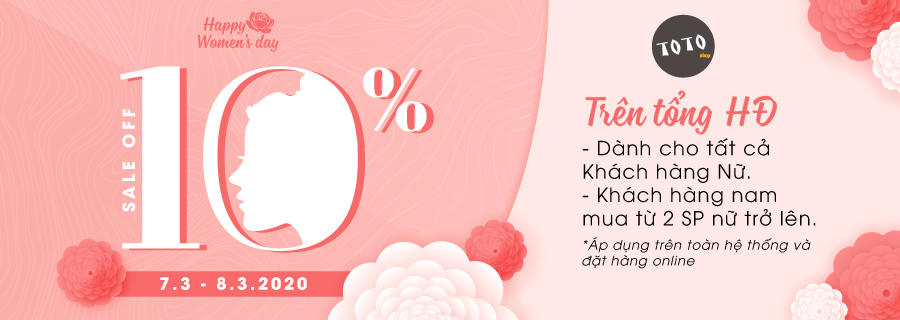 Happy
Women's day
SALE OFF
10%
7.3 - 8.3.2020
TOTO
shop
Trên tổng HĐ
- Dành cho tất cả
Khách hàng Nữ.
- Khách hàng nam
mua từ 2 SP nữ trở lên.
*Áp dụng trên toàn hệ thống và
đặt hàng online